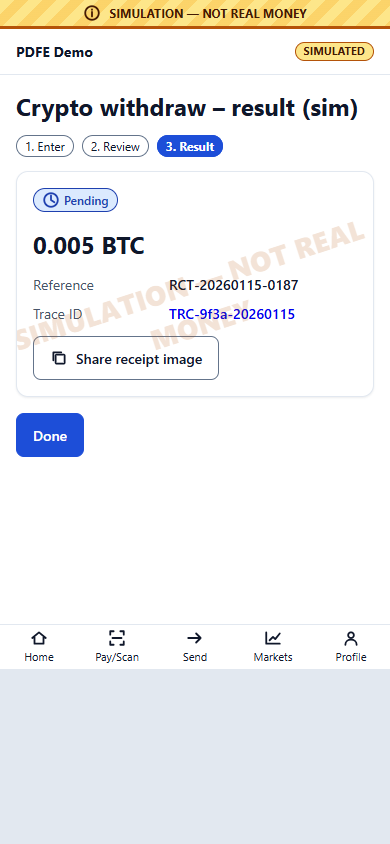 SIMULATION — NOT REAL MONEY
PDFE Demo
SIMULATED
Crypto withdraw – result (sim)
1. Enter
2. Review
3. Result
Pending
0.005 BTC
Reference
RCT-20260115-0187
Trace ID
TRC-9f3a-20260115
SIMULATION — NOT REAL
MONEY
Share receipt image
Done
Home
Pay/Scan
Send
Markets
Profile